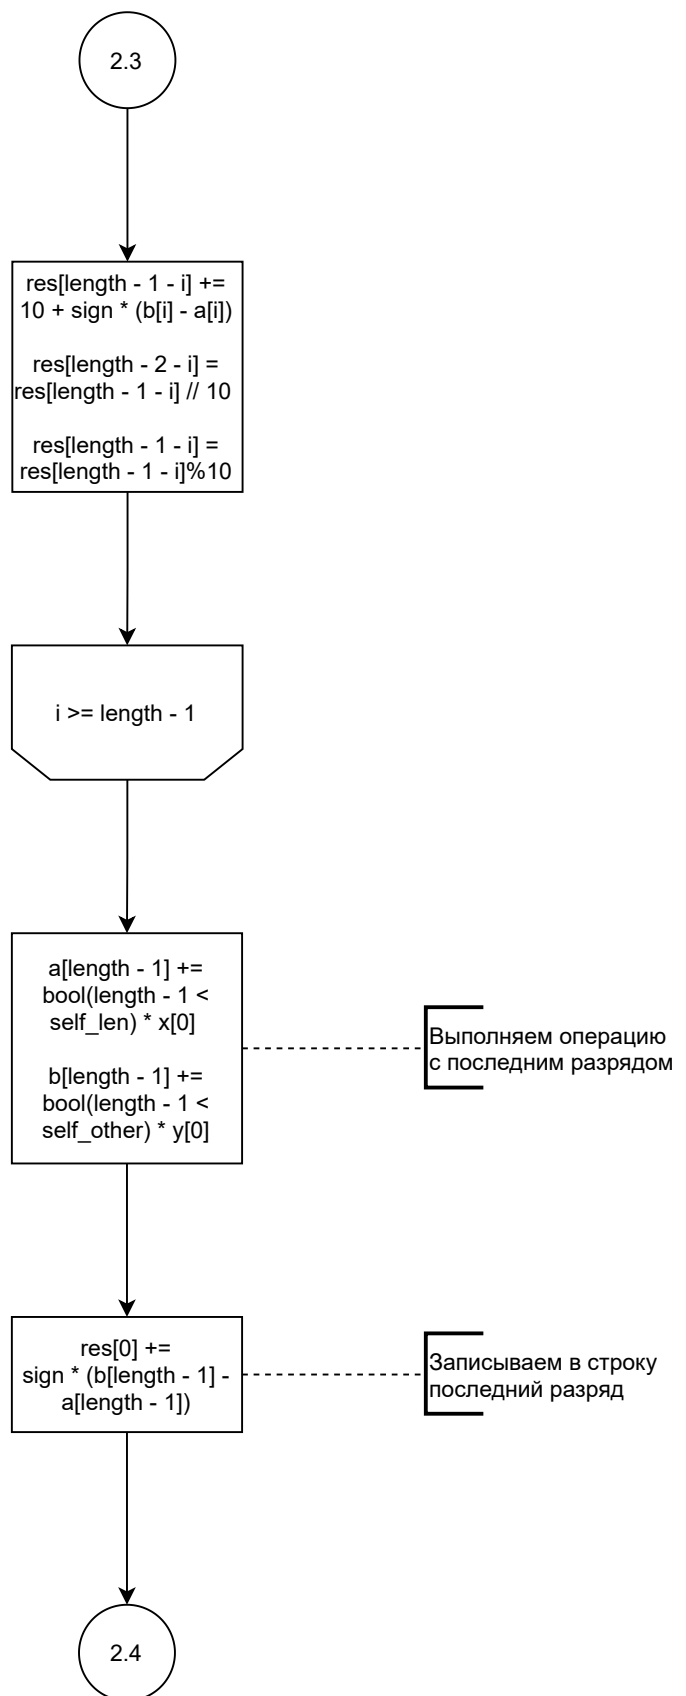 2.3
res[length - 1 - i] +=
10 + sign * (b[i] - a[i])
res[length - 2 - i] =
res[length - 1 - i] // 10
res[length - 1 - i] =
res[length - 1 - i]%10
i >= length - 1
a[length - 1] +=
bool(length - 1 <
self_len) * x[0]
b[length - 1] +=
bool(length - 1 <
self_other) * y[0]
Выполняем операцию
с последним разрядом
res[0] +=
sign * (b[length - 1] -
a[length - 1])
Записываем в строку
последний разряд
2.4